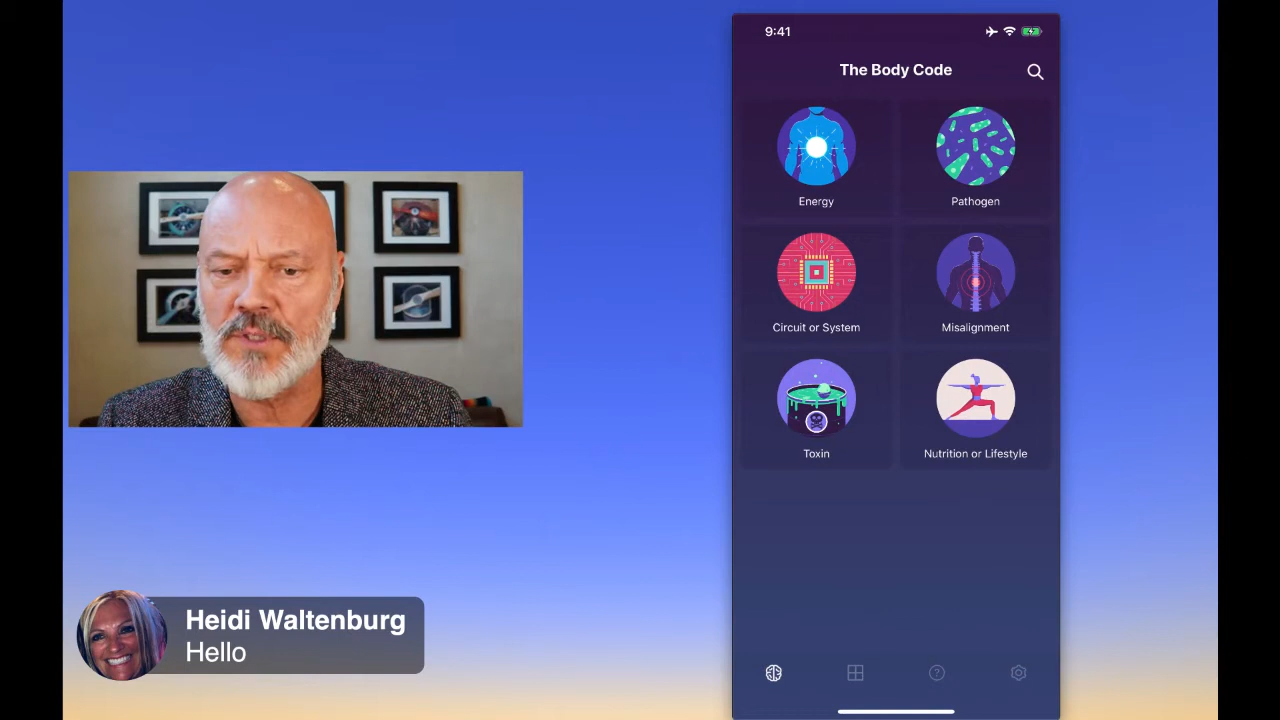 9:41
The Body Code
Energy
Pathogen
Circuit or System
Misalignment
Toxin
Nutrition or Lifestyle
?
Heidi Waltenburg
Hello